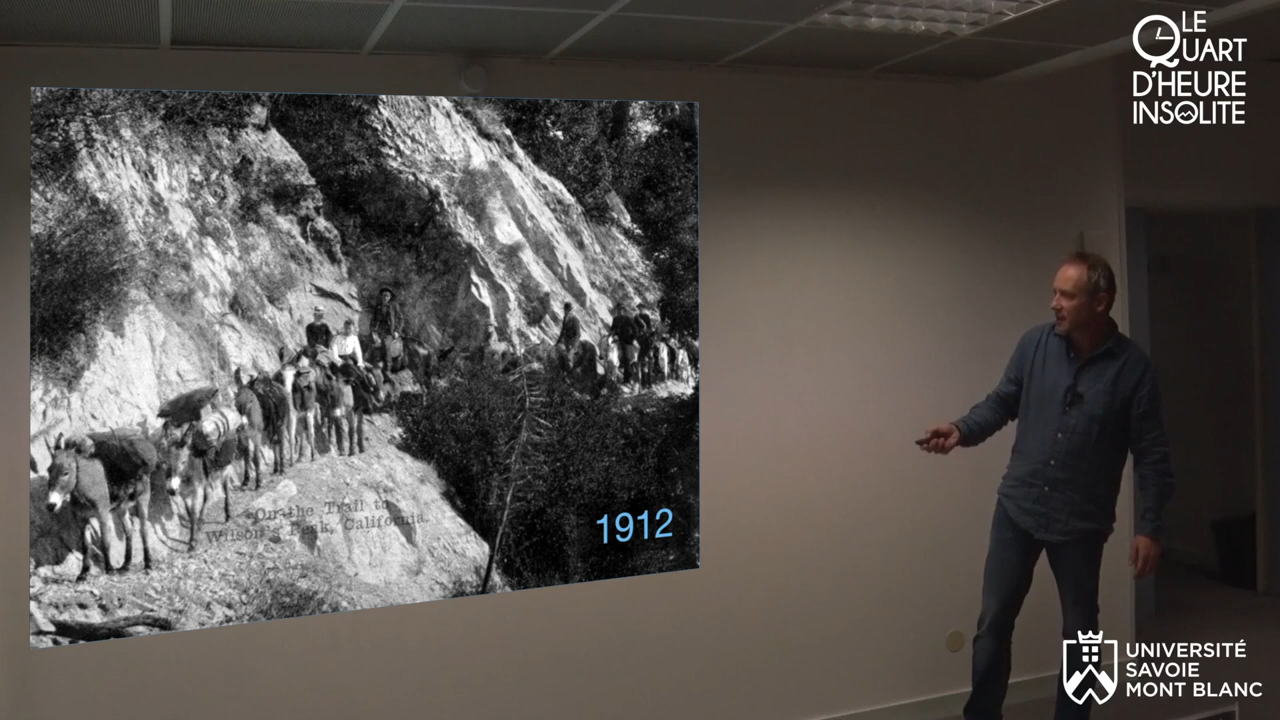 LE
QUART
D'HEURE
INSOLITE
On the Trail to
Wilson's Peak, California.
1912
UNIVERSITÉ
SAVOIE
MONT BLANC